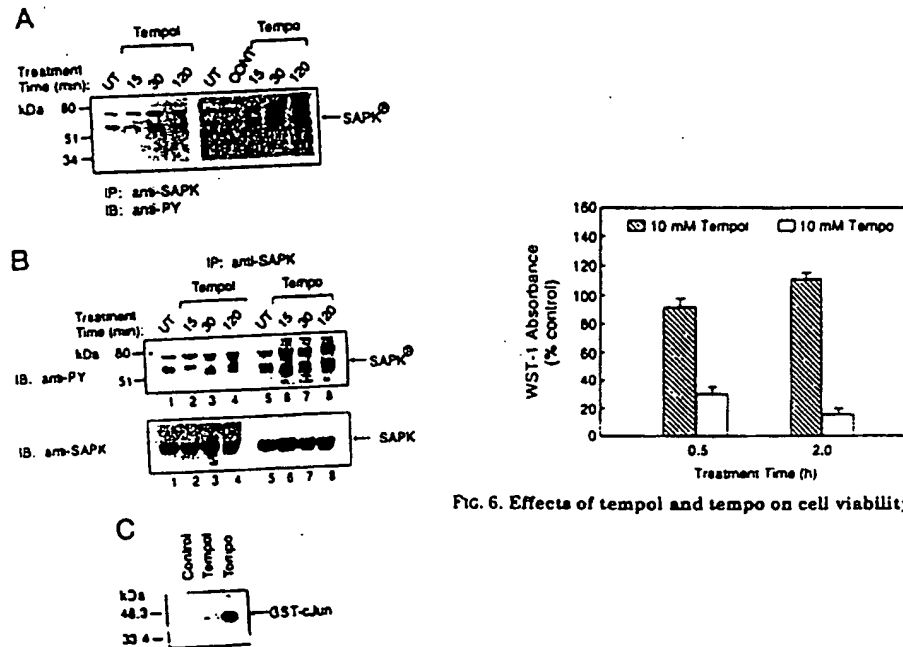 A
Tempol
Tempo
Treatment
Time (min):
UT 15 30 120 UT CONT 15 30 120
kDa 80
SAPK P
51
34
IP: anti-SAPK
IB: anti-PY
B
IP: anti-SAPK
Tempol
Tempo
Treatment
Time (min):
UT 15 30 120 UT 15 30 120
kDa 80
SAPK P
IB. anti-PY
51
1 2 3 4 5 6 7 8
IB. anti-SAPK
SAPK
1 2 3 4 5 6 7 8
C
Control
Tempol
Tempo
kDa
48.3
GST-cJun
33.4
10 mM Tempol
10 mM Tempo
WST-1 Absorbance
(% control)
160
140
120
100
80
60
40
20
0
0.5 2.0
Treatment Time (h)
FIG. 6. Effects of tempol and tempo on cell viability